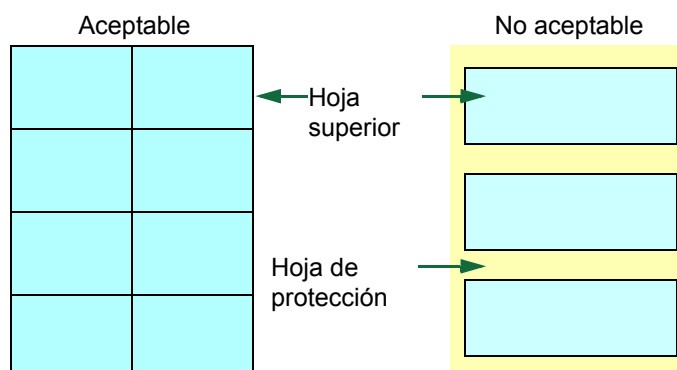 Aceptable
No aceptable
Hoja
superior
Hoja de
protección